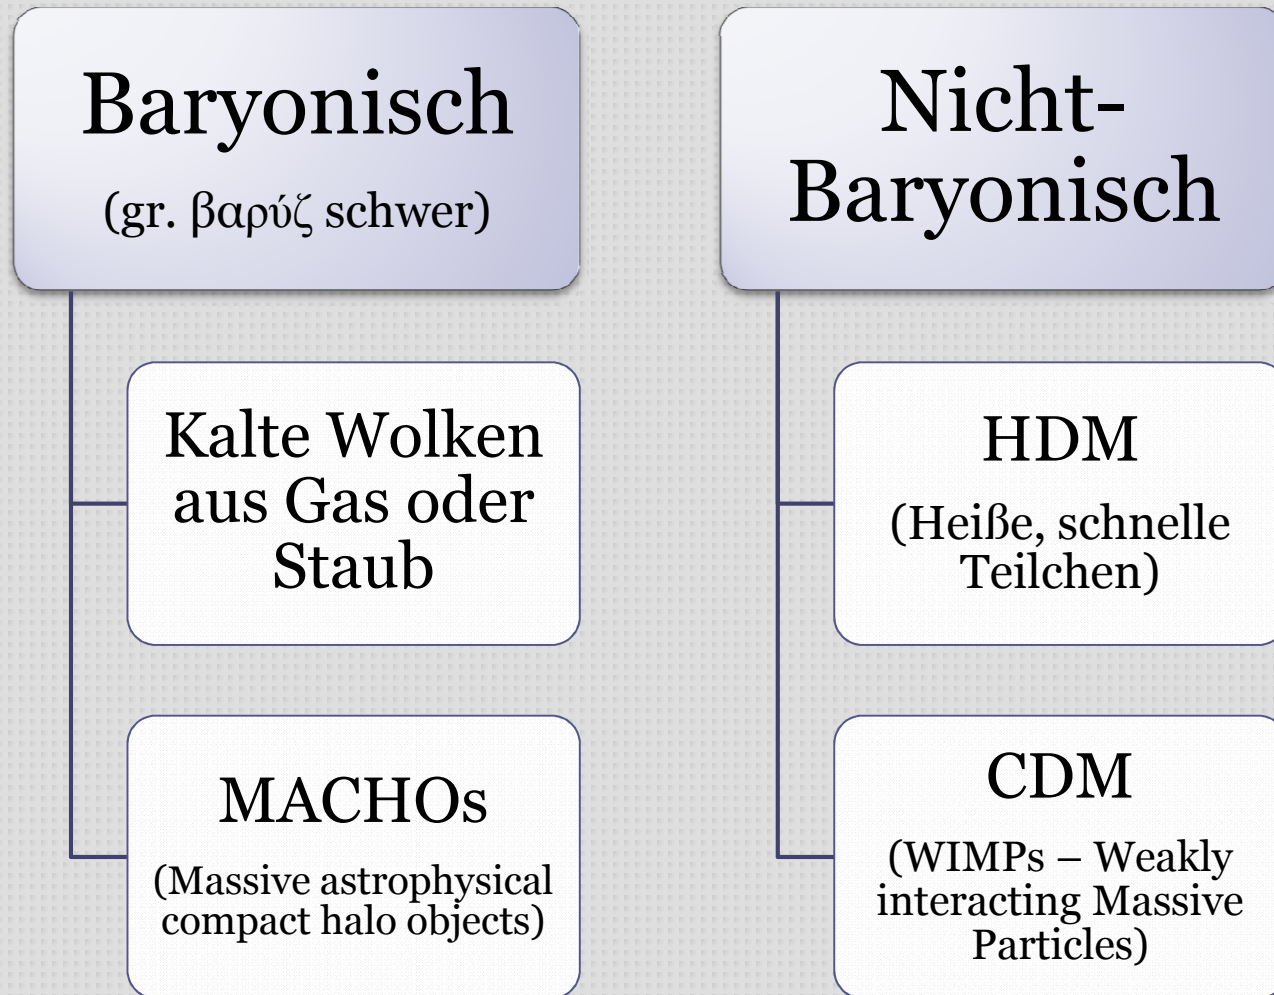 Baryonisch
(gr. βαρύζ schwer)
Kalte Wolken
aus Gas oder
Staub
MACHOs
(Massive astrophysical
compact halo objects)
Nicht-
Baryonisch
HDM
(Heiße, schnelle
Teilchen)
CDM
(WIMPs – Weakly
interacting Massive
Particles)